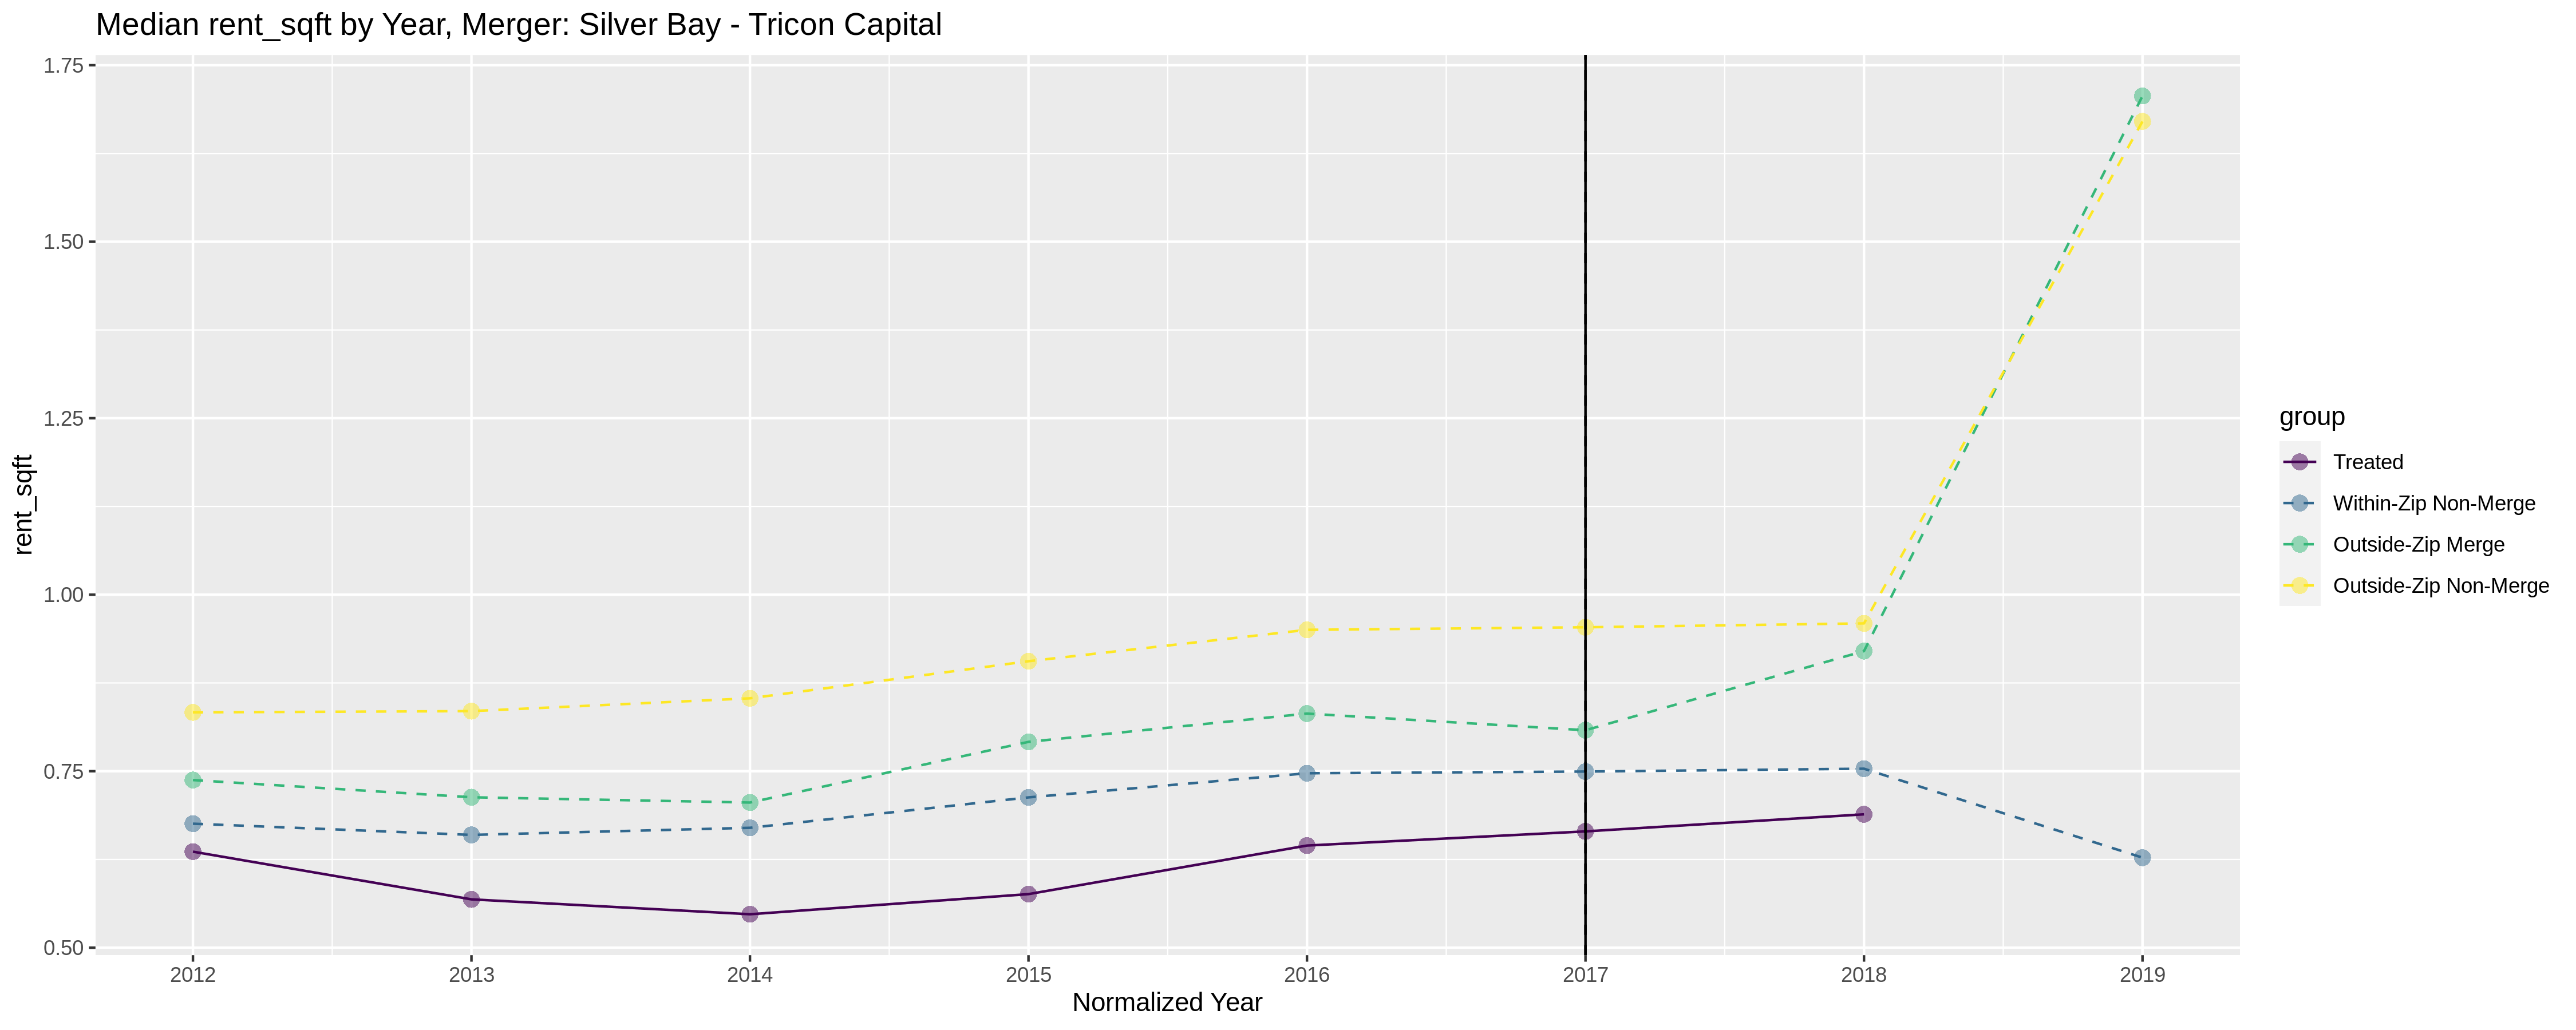 Median rent_sqft by Year, Merger: Silver Bay - Tricon Capital
1.75
1.50
1.25
1.00
0.75
0.50
rent_sqft
2012 2013 2014 2015 2016 2017 2018 2019
Normalized Year
group
Treated
Within-Zip Non-Merge
Outside-Zip Merge
Outside-Zip Non-Merge